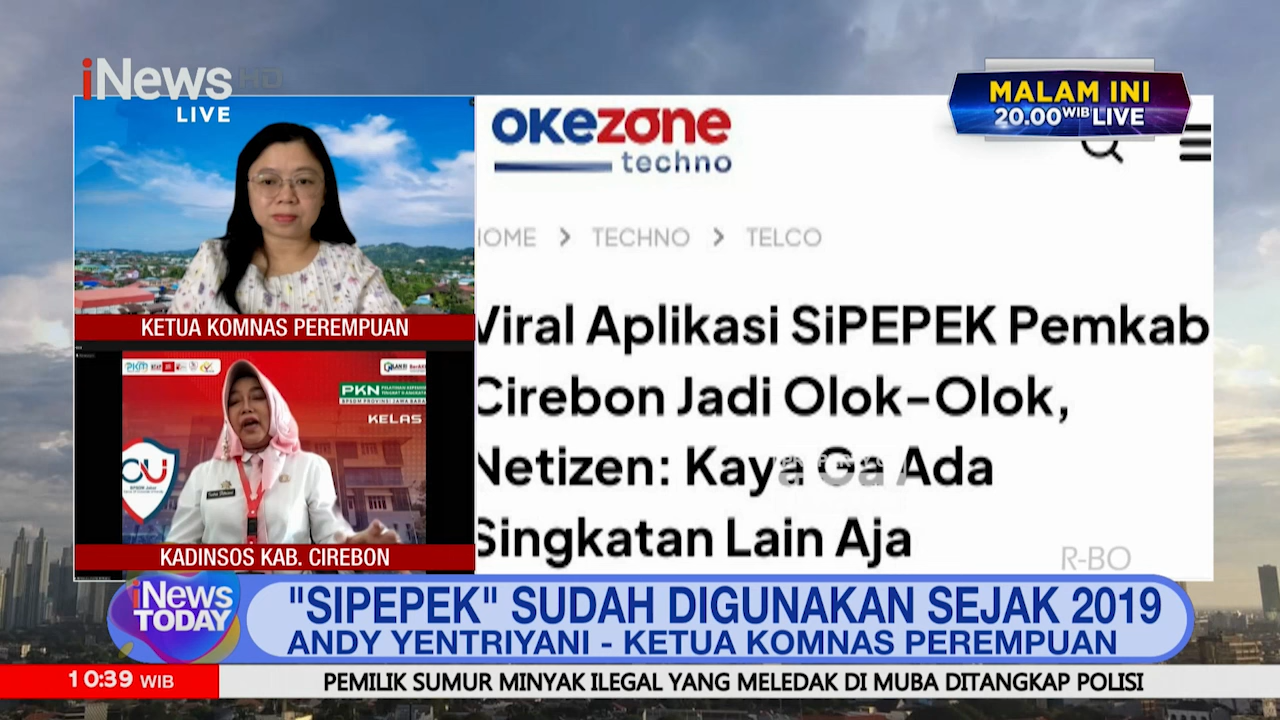 iNews HD
LIVE
MALAM INI
20.00 WIB LIVE
okezone
techno
HOME > TECHNO > TELCO
Viral Aplikasi SiPEPEK Pemkab
Cirebon Jadi Olok-Olok,
Netizen: Kaya Ga Ada
Singkatan Lain Aja
R-BO
KETUA KOMNAS PEREMPUAN
PKN
KELAS
KADINSOS KAB. CIREBON
iNews
TODAY
"SIPEPEK" SUDAH DIGUNAKAN SEJAK 2019
ANDY YENTRIYANI - KETUA KOMNAS PEREMPUAN
10:39 WIB
PEMILIK SUMUR MINYAK ILEGAL YANG MELEDAK DI MUBA DITANGKAP POLISI